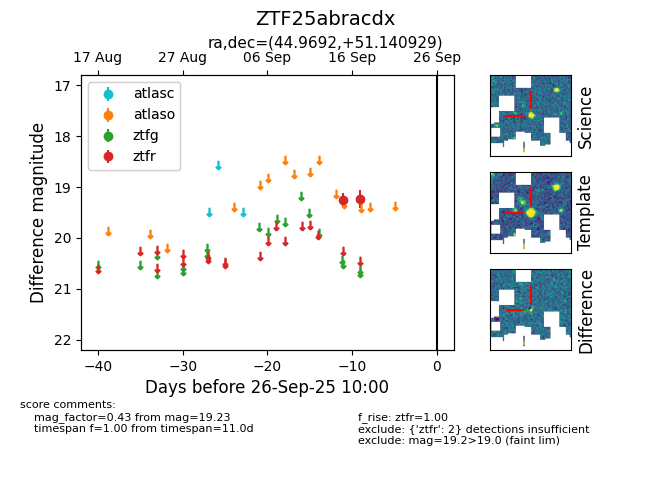 ZTF25abracdx
ra,dec=(44.9692,+51.140929)
17 Aug 27 Aug 06 Sep 16 Sep 26 Sep
atlasc
atlaso
ztfg
ztfr
17
18
19
20
21
22
Difference magnitude
−40 −30 −20 −10 0
Days before 26-Sep-25 10:00
Science
Template
Difference
score comments:
mag_factor=0.43 from mag=19.23
timespan f=1.00 from timespan=11.0d
f_rise: ztfr=1.00
exclude: {'ztfr': 2} detections insufficient
exclude: mag=19.2>19.0 (faint lim)